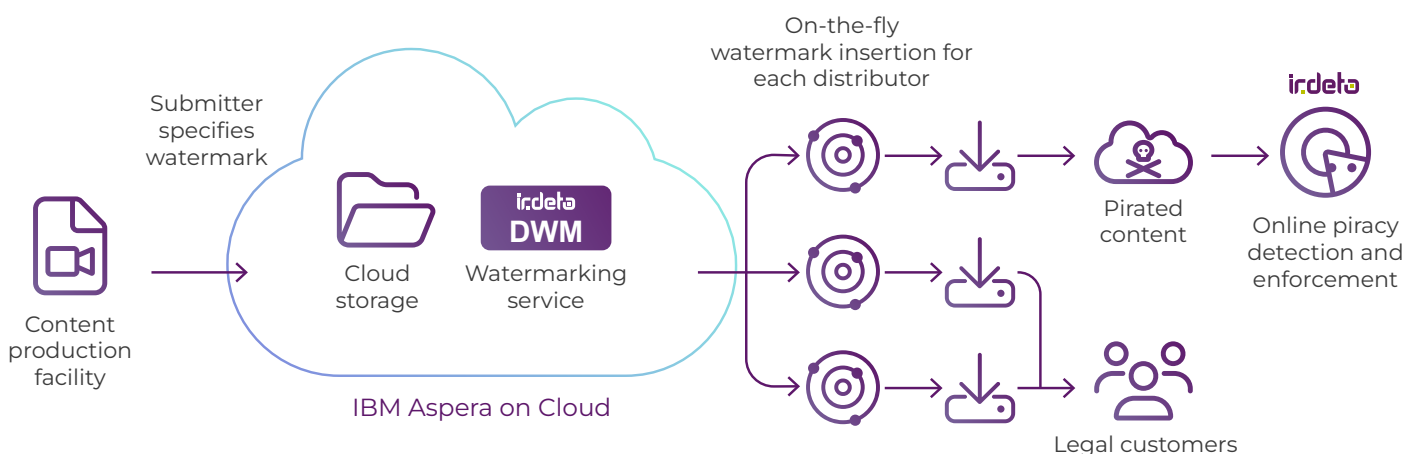 On-the-fly
watermark insertion for
each distributor
irdeto
Submitter
specifies
watermark
irdeto
DWM
Cloud
storage
Watermarking
service
Content
production
facility
IBM Aspera on Cloud
Pirated
content
Online piracy
detection and
enforcement
Legal customers